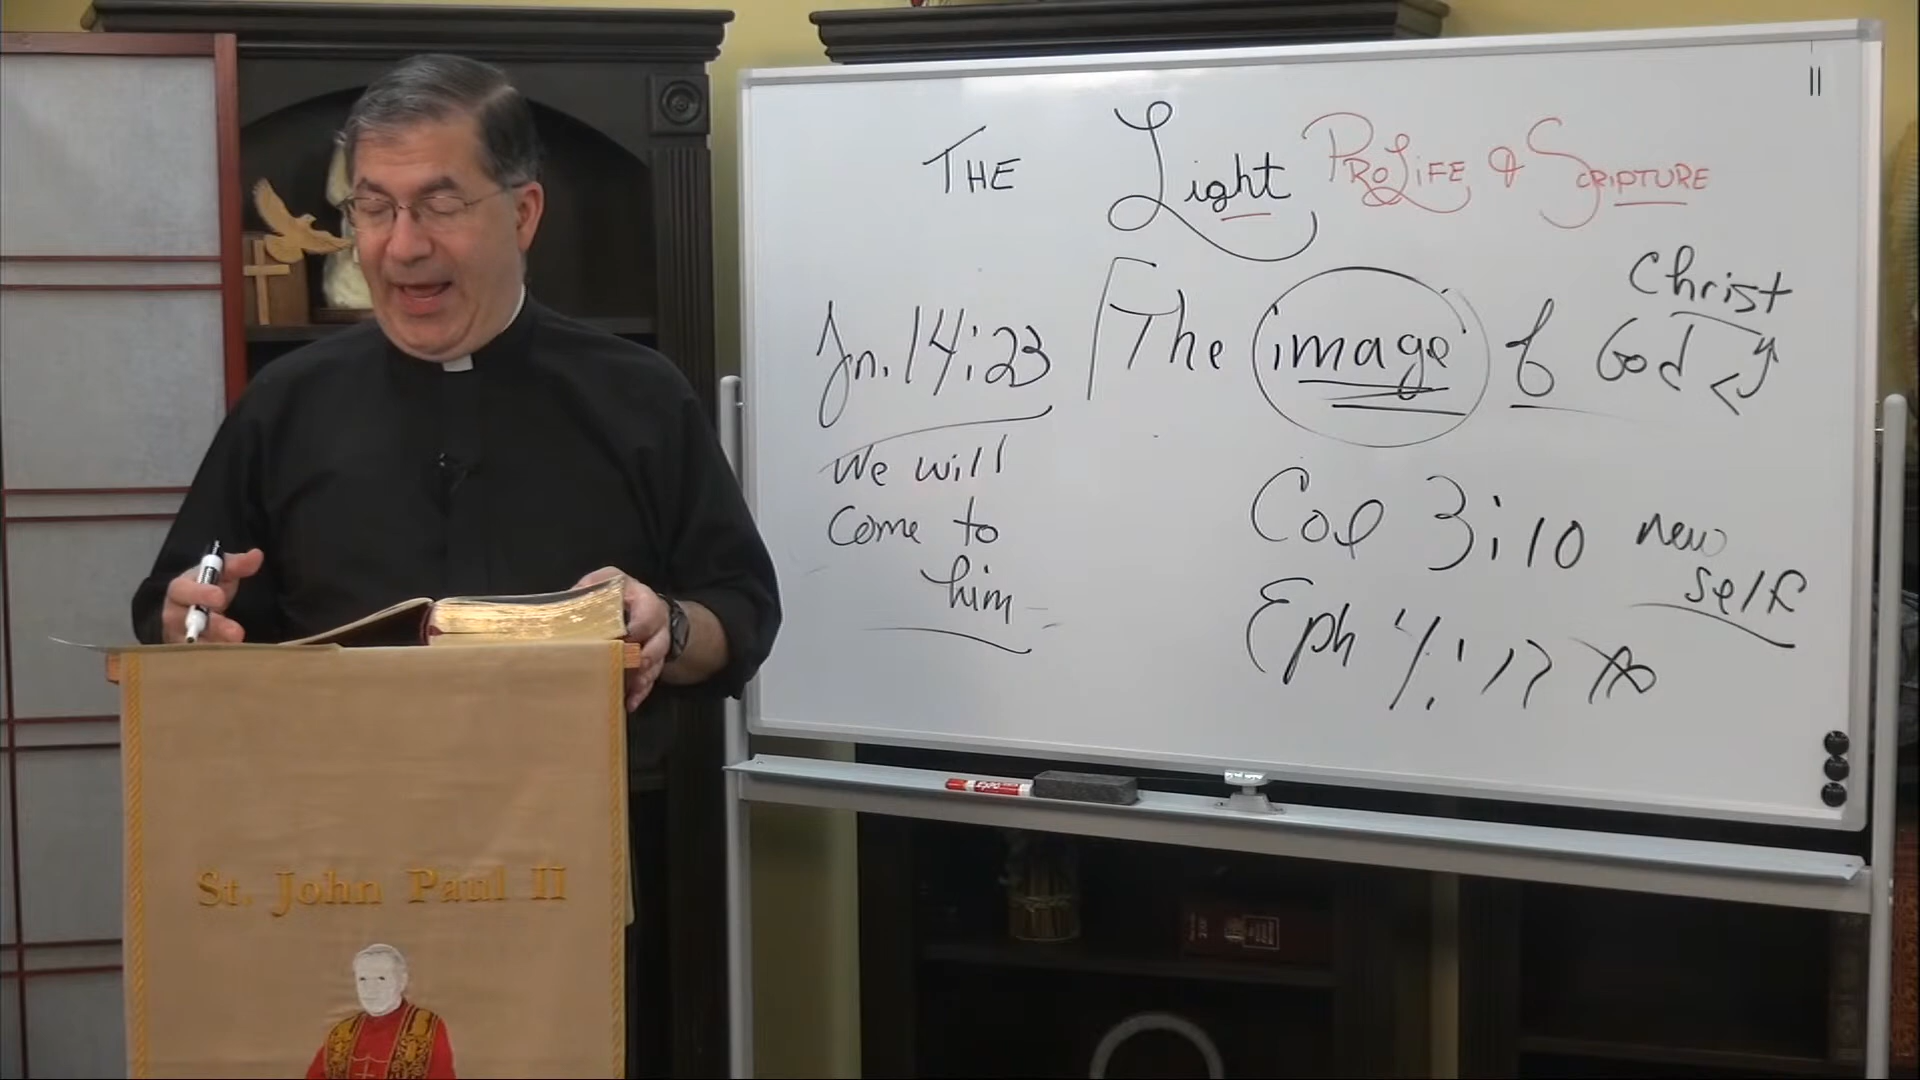 THE Light PROLIFE & SCRIPTURE
Jn. 14:23
We will
come to
him
The image of God
Christ
Col 3:10 new
self
Eph 4:17
St. John Paul II
EXPO